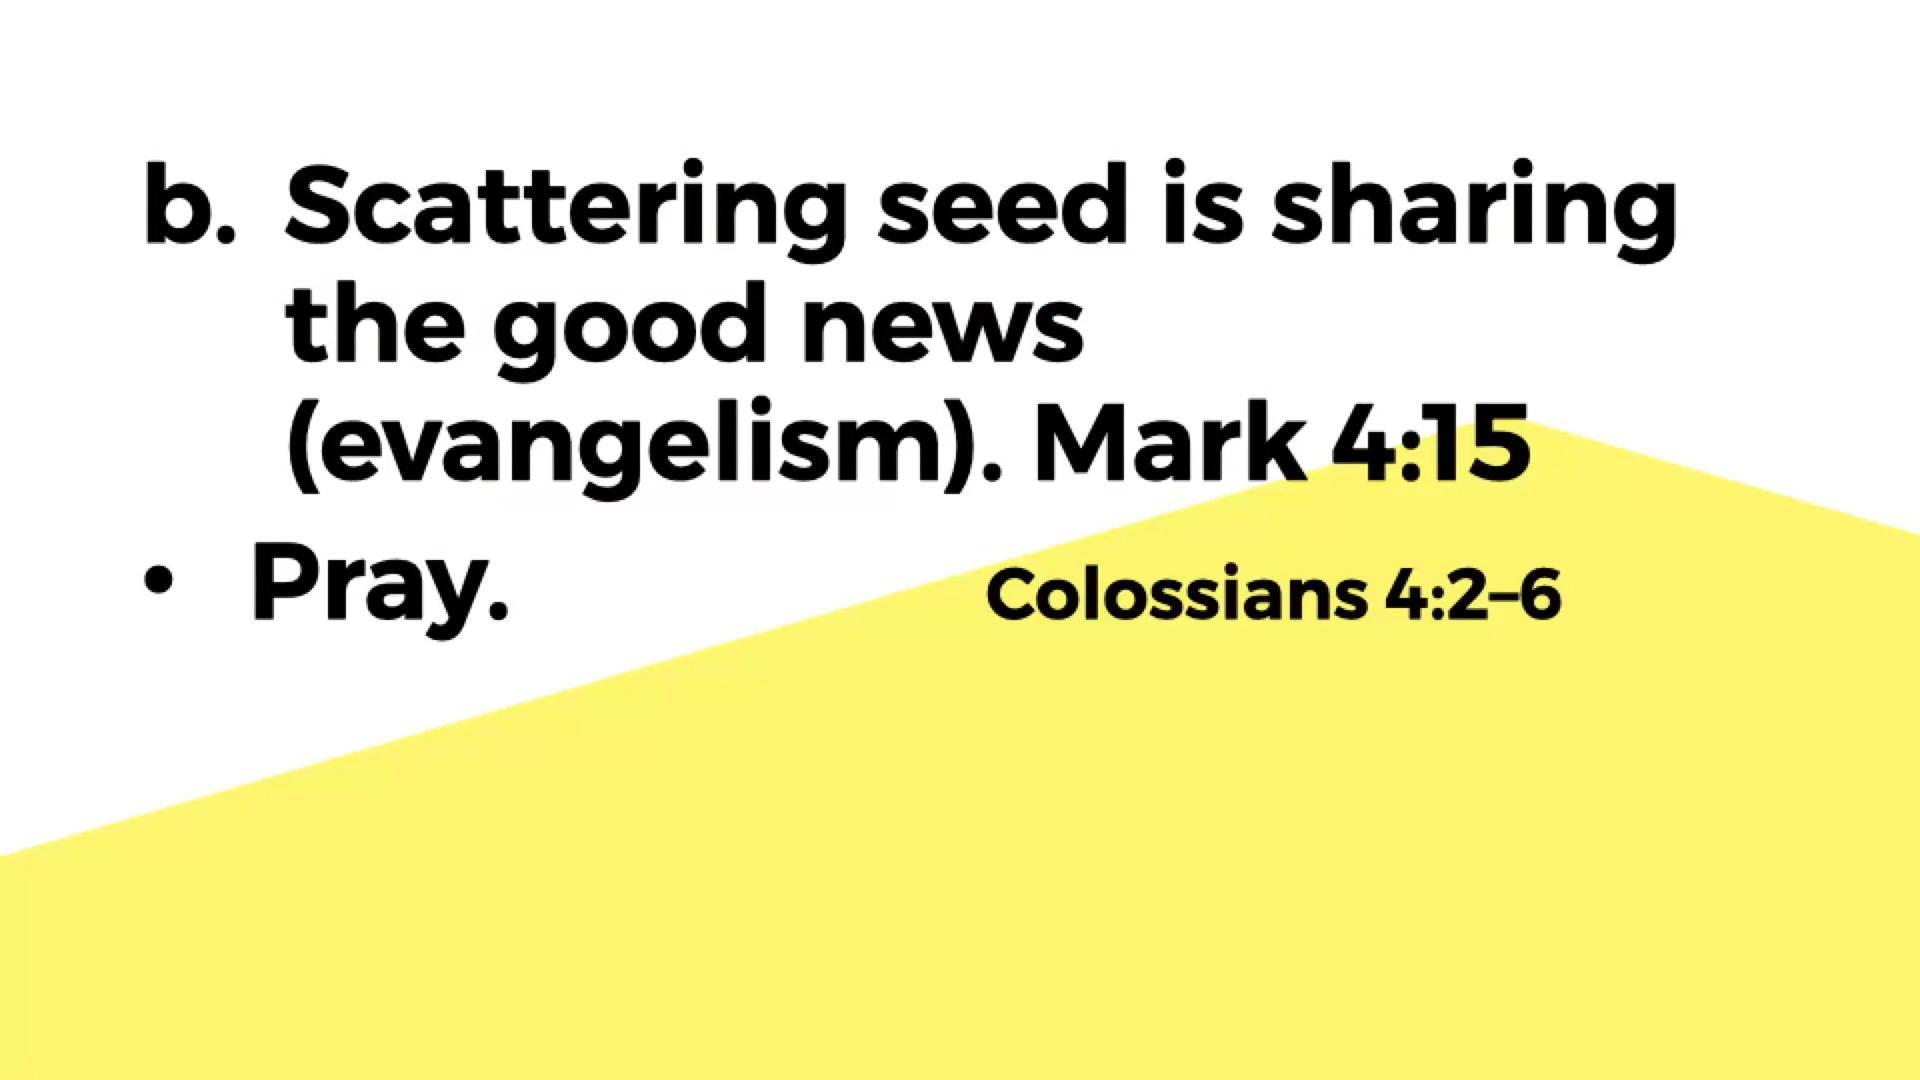 b. Scattering seed is sharing
the good news
(evangelism). Mark 4:15
• Pray. Colossians 4:2–6